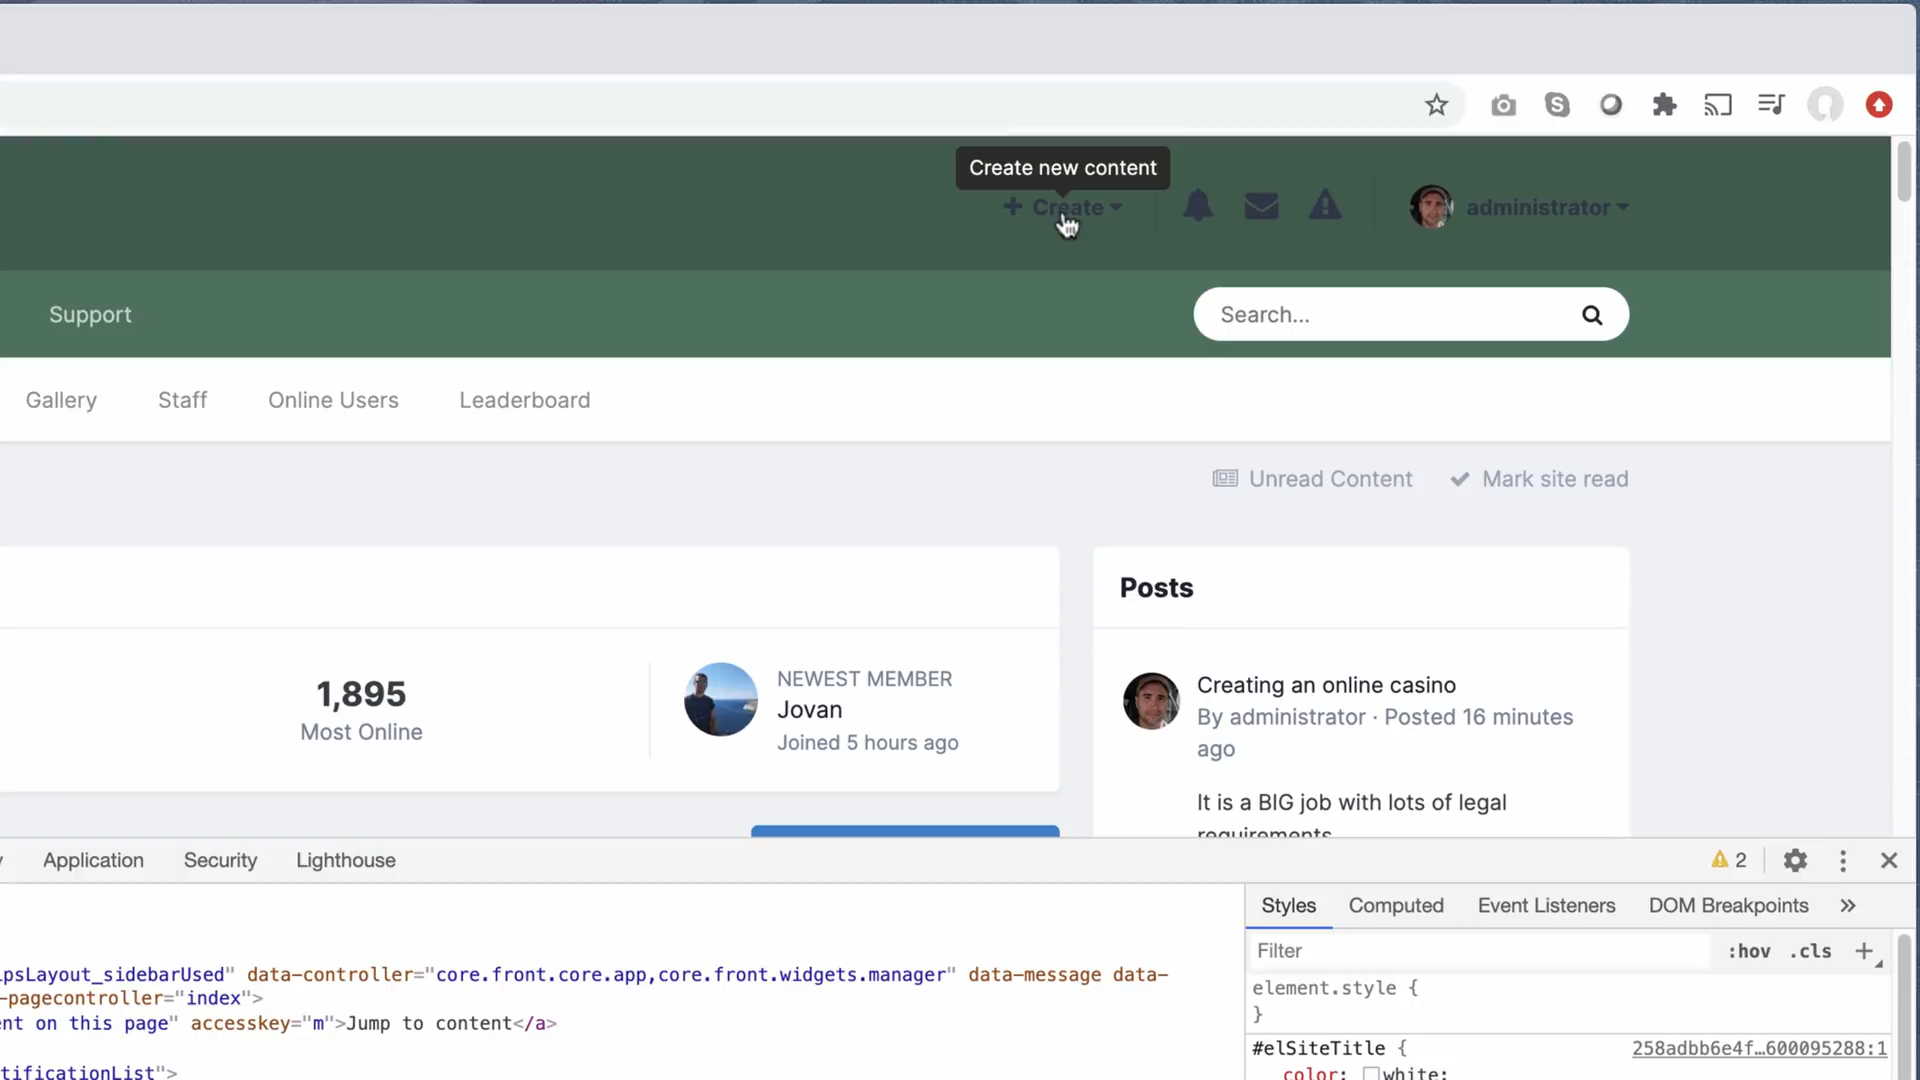 Create new content
+ Create
administrator
Support
Search...
Gallery Staff Online Users Leaderboard
Unread Content Mark site read
Posts
1,895
Most Online
NEWEST MEMBER
Jovan
Joined 5 hours ago
Creating an online casino
By administrator · Posted 16 minutes
ago
It is a BIG job with lots of legal
requirements
Application Security Lighthouse
2
Styles Computed Event Listeners DOM Breakpoints »
Filter
:hov .cls +
psLayout_sidebarUsed" data-controller="core.front.core.app,core.front.widgets.manager" data-message data-
-pagecontroller="index">
ent on this page" accesskey="m">Jump to content</a>
tificationList">
element.style {
}
#elSiteTitle { 258adbb6e4f…600095288:1
color: white;